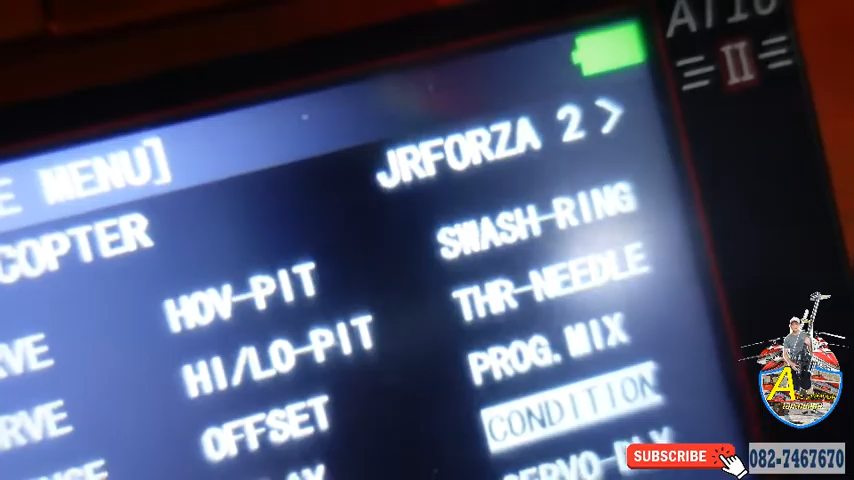 AT10
II
E MENU]
JRFORZA 2 >
COPTER
SWASH-RING
HOV-PIT
THR-NEEDLE
RVE
HI/LO-PIT
PROG.MIX
RVE
OFFSET
CONDITION
SUBSCRIBE
082-7467670